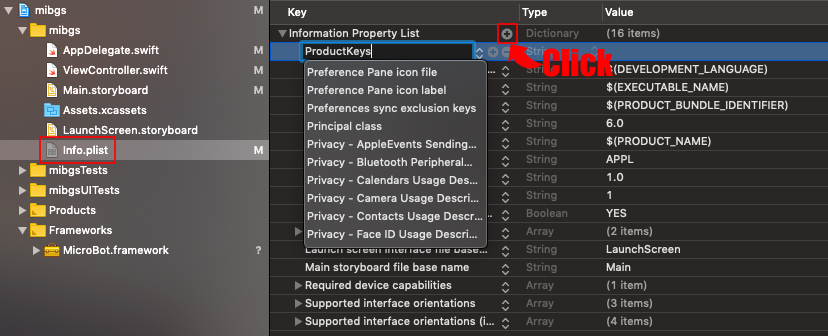 mibgs M
mibgs M
AppDelegate.swift M
ViewController.swift M
Main.storyboard M
Assets.xcassets
LaunchScreen.storyboard
Info.plist M
mibgsTests
mibgsUITests
Products
Frameworks
MicroBot.framework ?
Key Type Value
Information Property List Dictionary (16 items)
ProductKeys String
Click
Preference Pane icon file
Preference Pane icon label
Preferences sync exclusion keys
Principal class
Privacy - AppleEvents Sending...
Privacy - Bluetooth Peripheral...
Privacy - Calendars Usage Des...
Privacy - Camera Usage Descri...
Privacy - Contacts Usage Descr...
Privacy - Face ID Usage Descri...
$(DEVELOPMENT_LANGUAGE)
String $(EXECUTABLE_NAME)
String $(PRODUCT_BUNDLE_IDENTIFIER)
String 6.0
String $(PRODUCT_NAME)
String APPL
String 1.0
String 1
Boolean YES
Array (2 items)
Launch screen interface file base... String LaunchScreen
Main storyboard file base name String Main
Required device capabilities Array (1 item)
Supported interface orientations Array (3 items)
Supported interface orientations (i... Array (4 items)